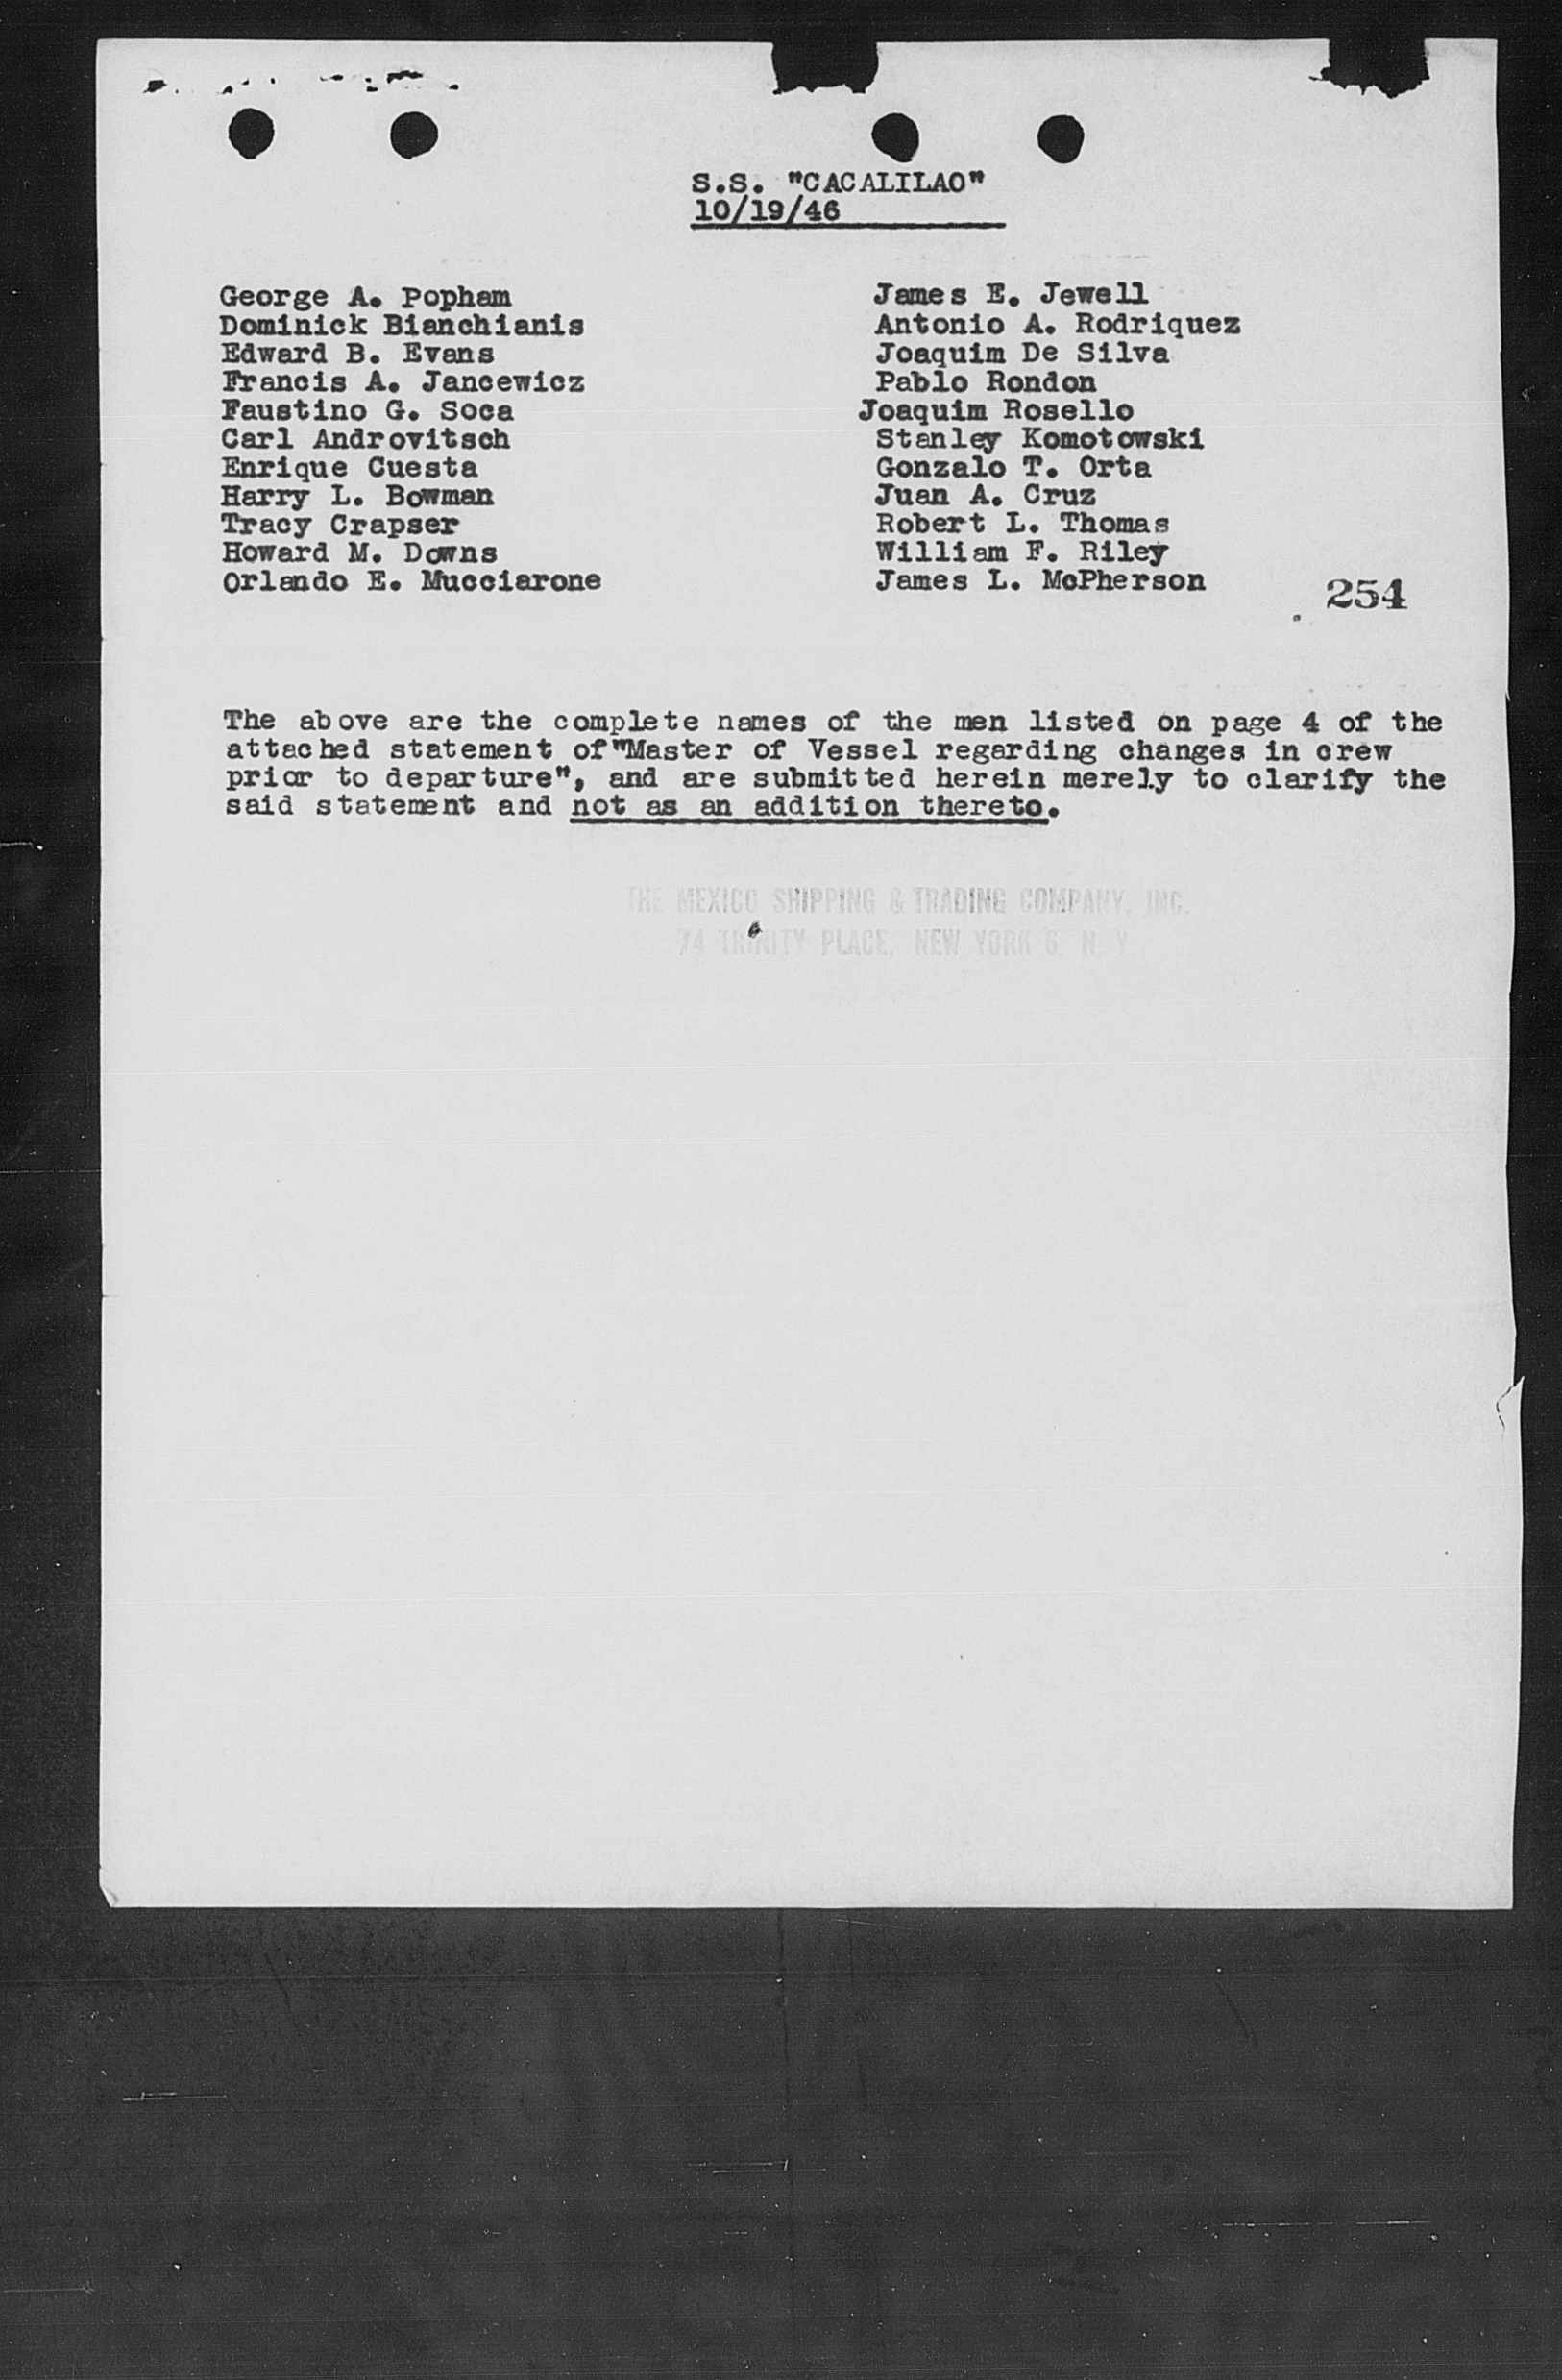 S.S. "CACALILAO"
10/19/46
George A. Popham
Dominick Bianchianis
Edward B. Evans
Francis A. Jancewicz
Faustino G. Soca
Carl Androvitsch
Enrique Cuesta
Harry L. Bowman
Tracy Crapser
Howard M. Downs
Orlando E. Mucciarone
James E. Jewell
Antonio A. Rodriquez
Joaquim De Silva
Pablo Rondon
Joaquim Rosello
Stanley Komotowski
Gonzalo T. Orta
Juan A. Cruz
Robert L. Thomas
William F. Riley
James L. McPherson
254
The above are the complete names of the men listed on page 4 of the
attached statement of "Master of Vessel regarding changes in crew
prior to departure", and are submitted herein merely to clarify the
said statement and not as an addition thereto.
THE MEXICO SHIPPING & TRADING COMPANY, INC.
74 TRINITY PLACE, NEW YORK 6 N Y